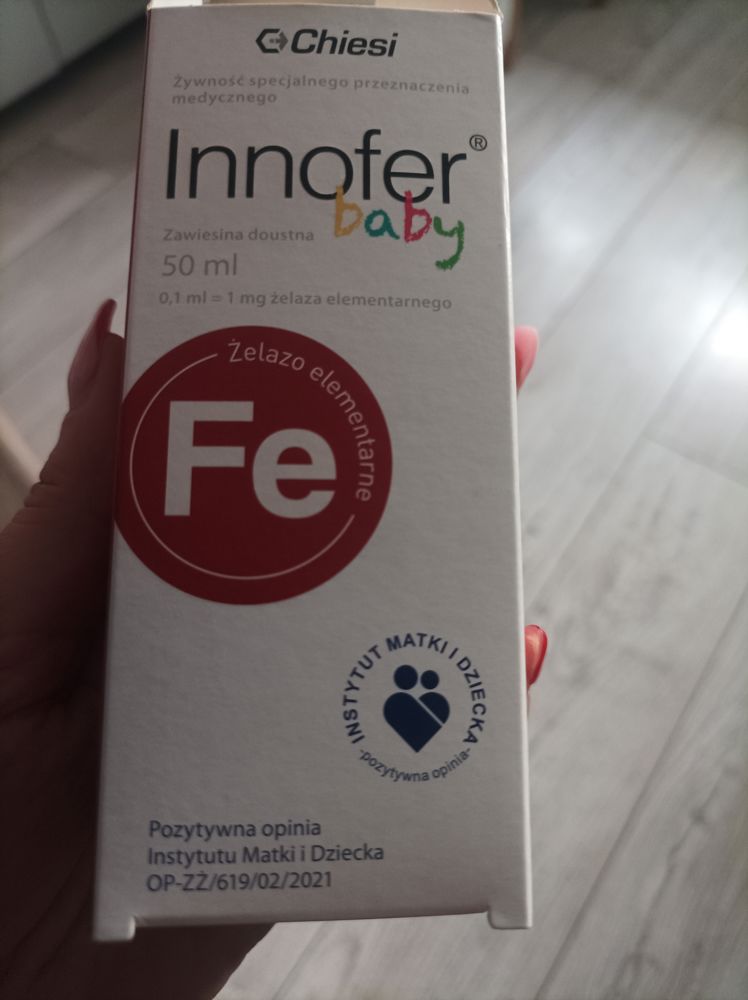 Chiesi
Żywność specjalnego przeznaczenia
medycznego
Innofer®
baby
Zawiesina doustna
50 ml
0,1 ml = 1 mg żelaza elementarnego
Żelazo elementarne
Fe
INSTYTUT MATKI I DZIECKA
-pozytywna opinia-
Pozytywna opinia
Instytutu Matki i Dziecka
OP-ZŻ/619/02/2021